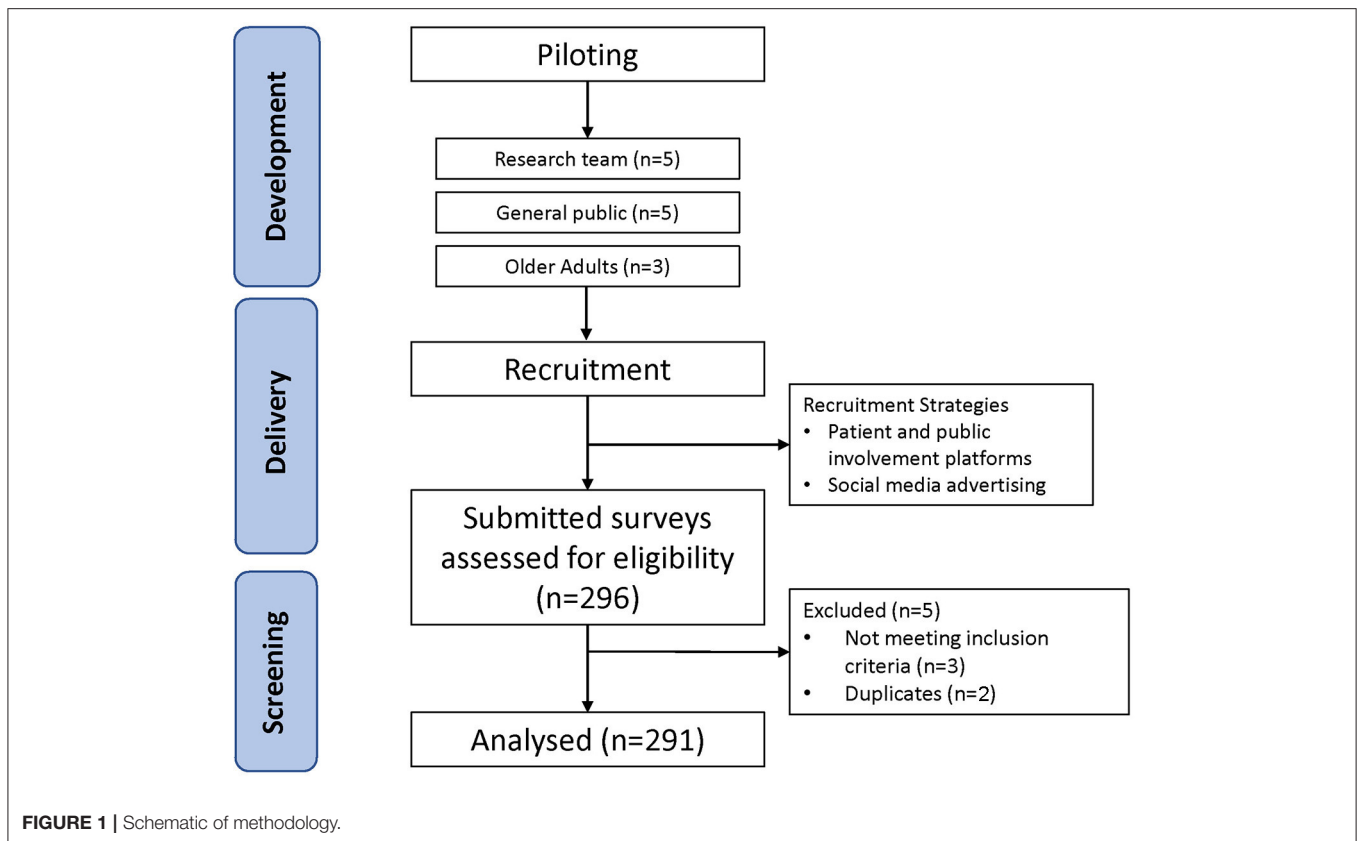 Development
Piloting
Research team (n=5)
General public (n=5)
Older Adults (n=3)
Delivery
Recruitment
Recruitment Strategies
• Patient and public
involvement platforms
• Social media advertising
Submitted surveys
assessed for eligibility
(n=296)
Screening
Excluded (n=5)
• Not meeting inclusion
criteria (n=3)
• Duplicates (n=2)
Analysed (n=291)
FIGURE 1 | Schematic of methodology.